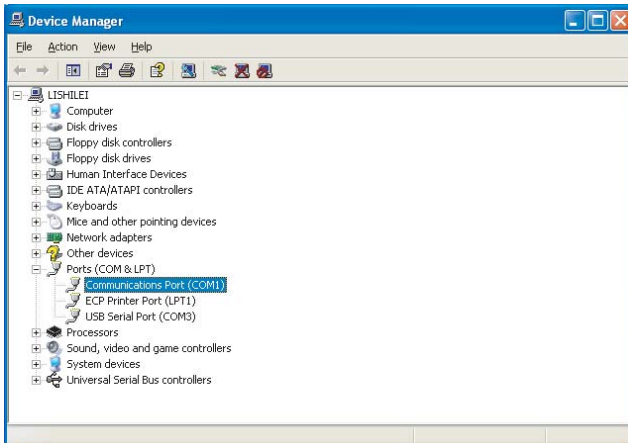 Device Manager
File Action View Help
LISHILEI
Computer
Disk drives
Floppy disk controllers
Floppy disk drives
Human Interface Devices
IDE ATA/ATAPI controllers
Keyboards
Mice and other pointing devices
Network adapters
Other devices
Ports (COM & LPT)
Communications Port (COM1)
ECP Printer Port (LPT1)
USB Serial Port (COM3)
Processors
Sound, video and game controllers
System devices
Universal Serial Bus controllers